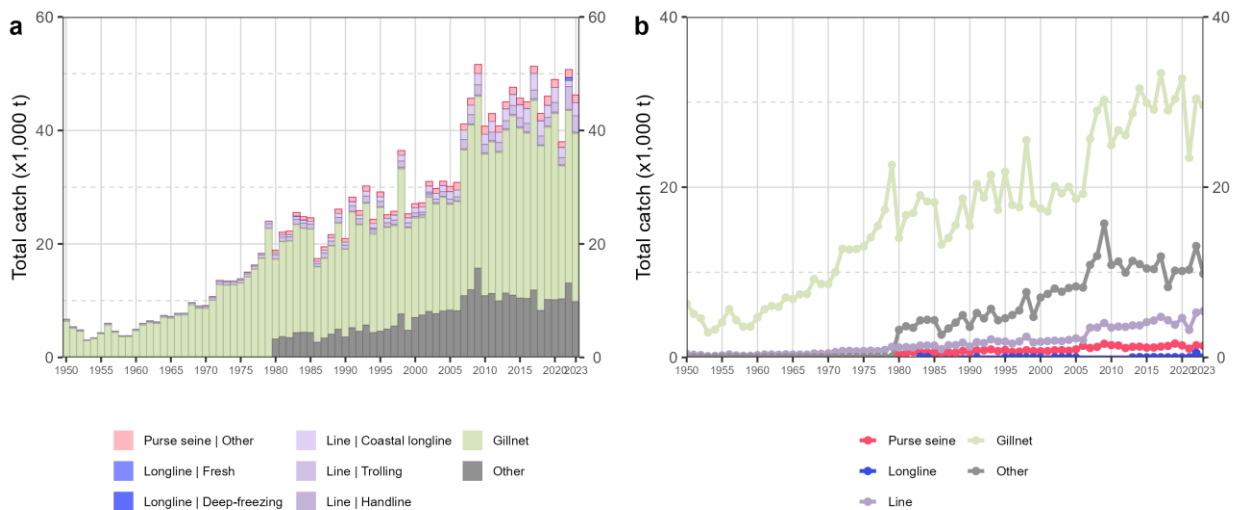 a
Total catch (x1,000 t)
60
40
20
0
60
40
20
0
1950 1955 1960 1965 1970 1975 1980 1985 1990 1995 2000 2005 2010 2015 2020 2023
Purse seine | Other
Line | Coastal longline
Gillnet
Longline | Fresh
Line | Trolling
Other
Longline | Deep-freezing
Line | Handline
b
Total catch (x1,000 t)
40
20
0
40
20
0
1950 1955 1960 1965 1970 1975 1980 1985 1990 1995 2000 2005 2010 2015 2020 2023
Purse seine
Gillnet
Longline
Other
Line